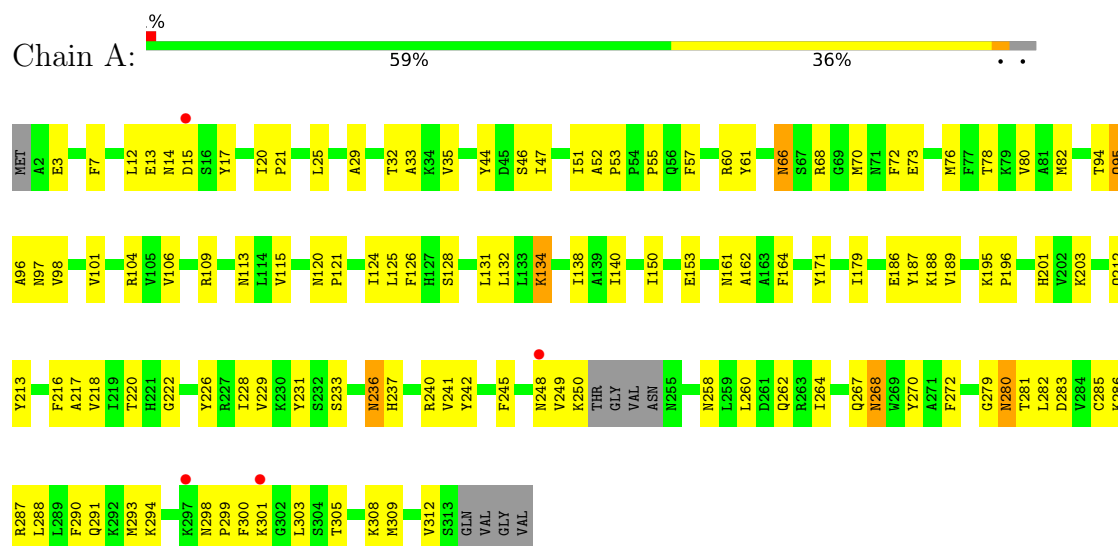 .%
Chain A:
59% 36% . .
MET A2 E3 F7 L12 E13 N14 D15 S16 Y17 I20 P21 L25 A29 T32 A33 K34 V35 Y44 D45 S46 I47 I51 A52 P53 P54 P55 Q56 F57 R60 Y61 N66 S67 R68 G69 M70 N71 F72 E73 M76 F77 T78 K79 V80 A81 M82 T94 Q95
A96 N97 V98 V101 R104 V105 V106 R109 N113 L114 V115 N120 P121 I124 L125 F126 H127 S128 L131 L132 L133 K134 I138 A139 I140 I150 E153 N161 A162 A163 F164 Y171 I179 E186 Y187 K188 V189 K195 P196 H201 V202 K203 Q212
Y213 F216 A217 V218 I219 T220 H221 G222 Y226 R227 I228 V229 K230 Y231 S232 S233 N236 H237 R240 V241 Y242 F245 N248 V249 K250 THR GLY VAL ASN N255 N258 L259 L260 D261 Q262 R263 I264 Q267 N268 W269 Y270 A271 F272 G279 N280 T281 L282 D283 V284 C285 K286
R287 L288 L289 F290 Q291 K292 M293 K294 K297 N298 P299 F300 K301 G302 L303 S304 T305 K308 M309 V312 S313 GLN VAL GLY VAL